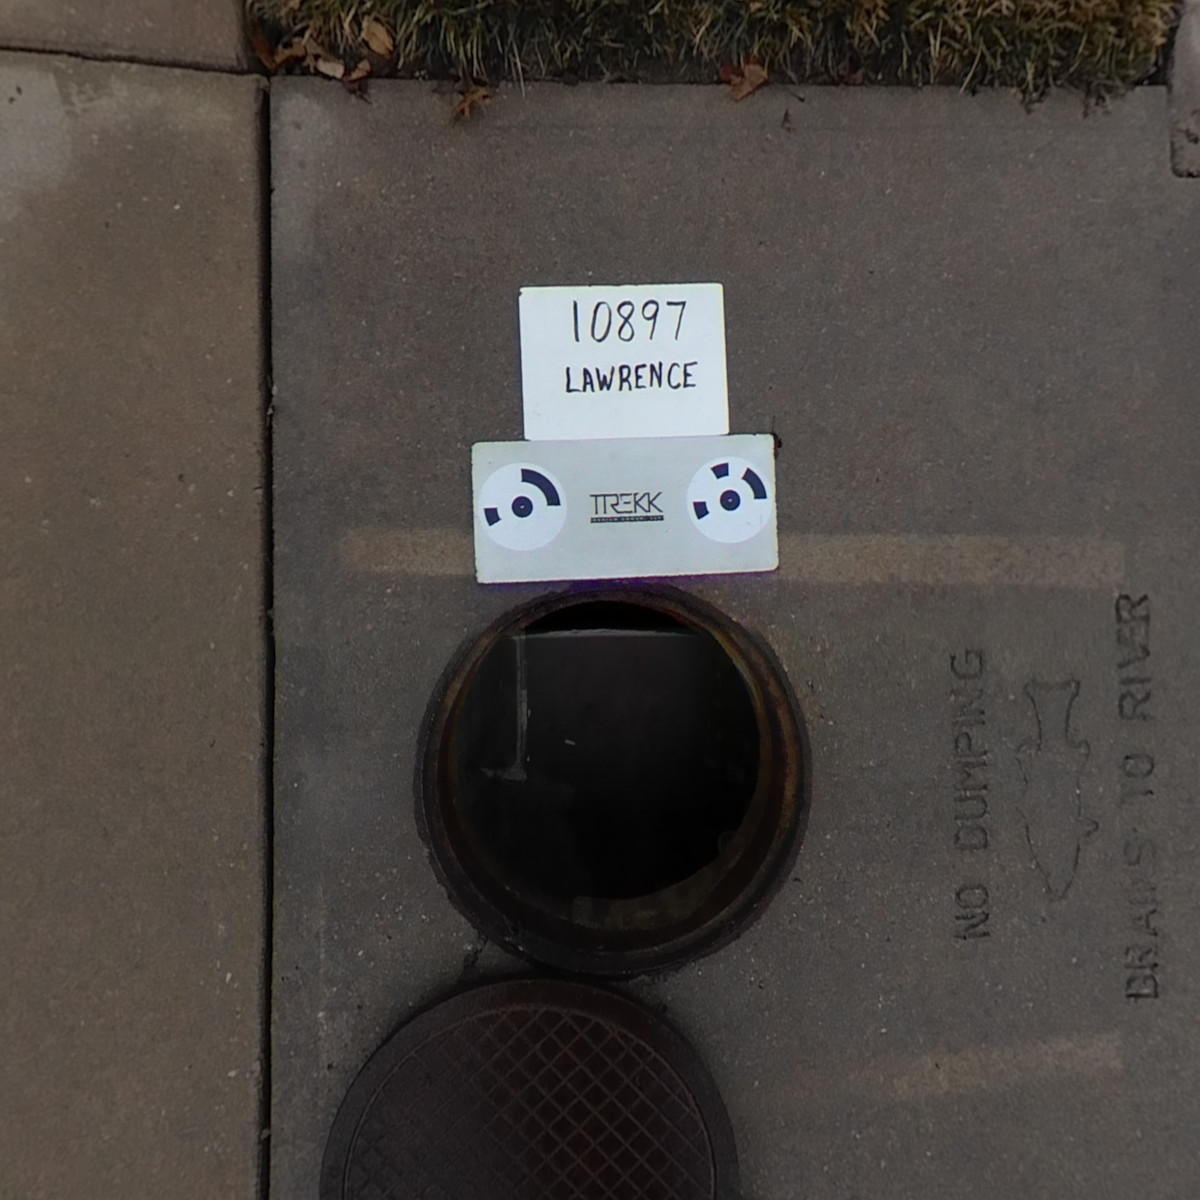 10897
LAWRENCE
TREKK
NO DUMPING
DRAINS TO RIVER